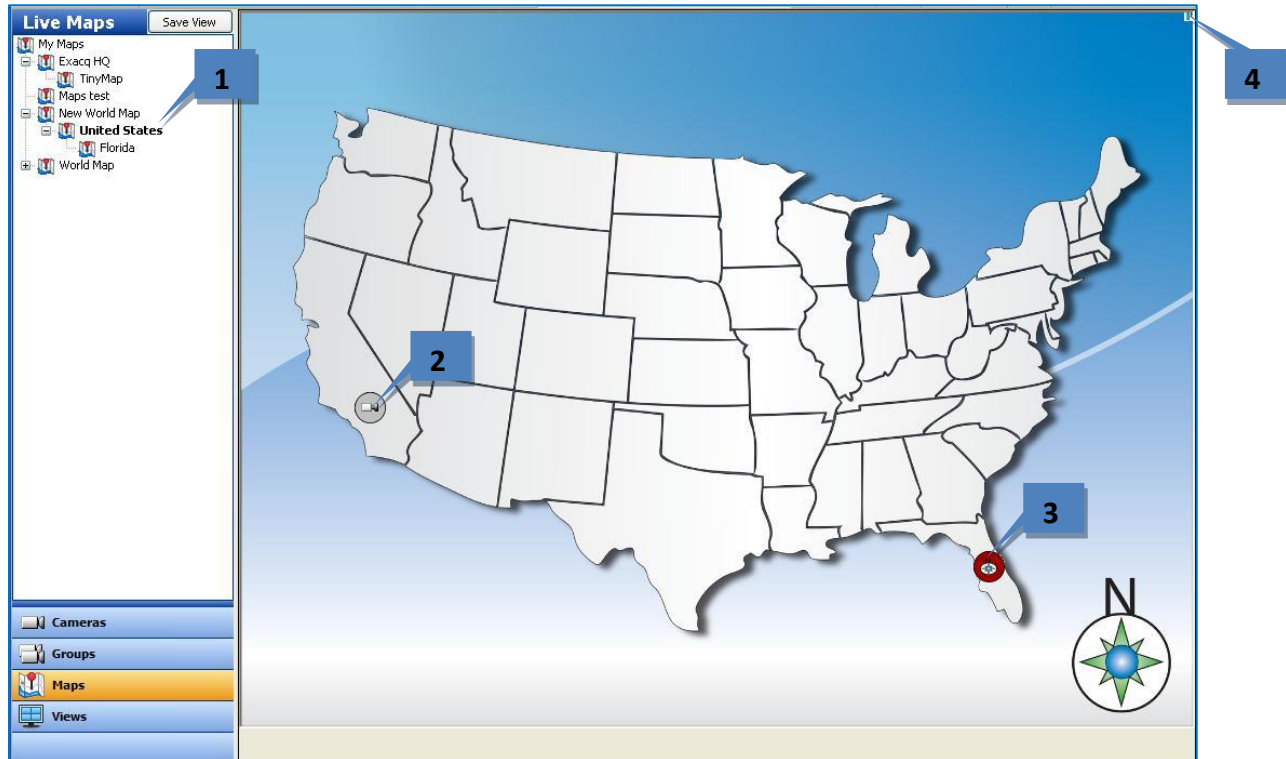 Live Maps
Save View
My Maps
Exacq HQ
TinyMap
Maps test
New World Map
United States
Florida
World Map
1
2
3
4
N
Cameras
Groups
Maps
Views